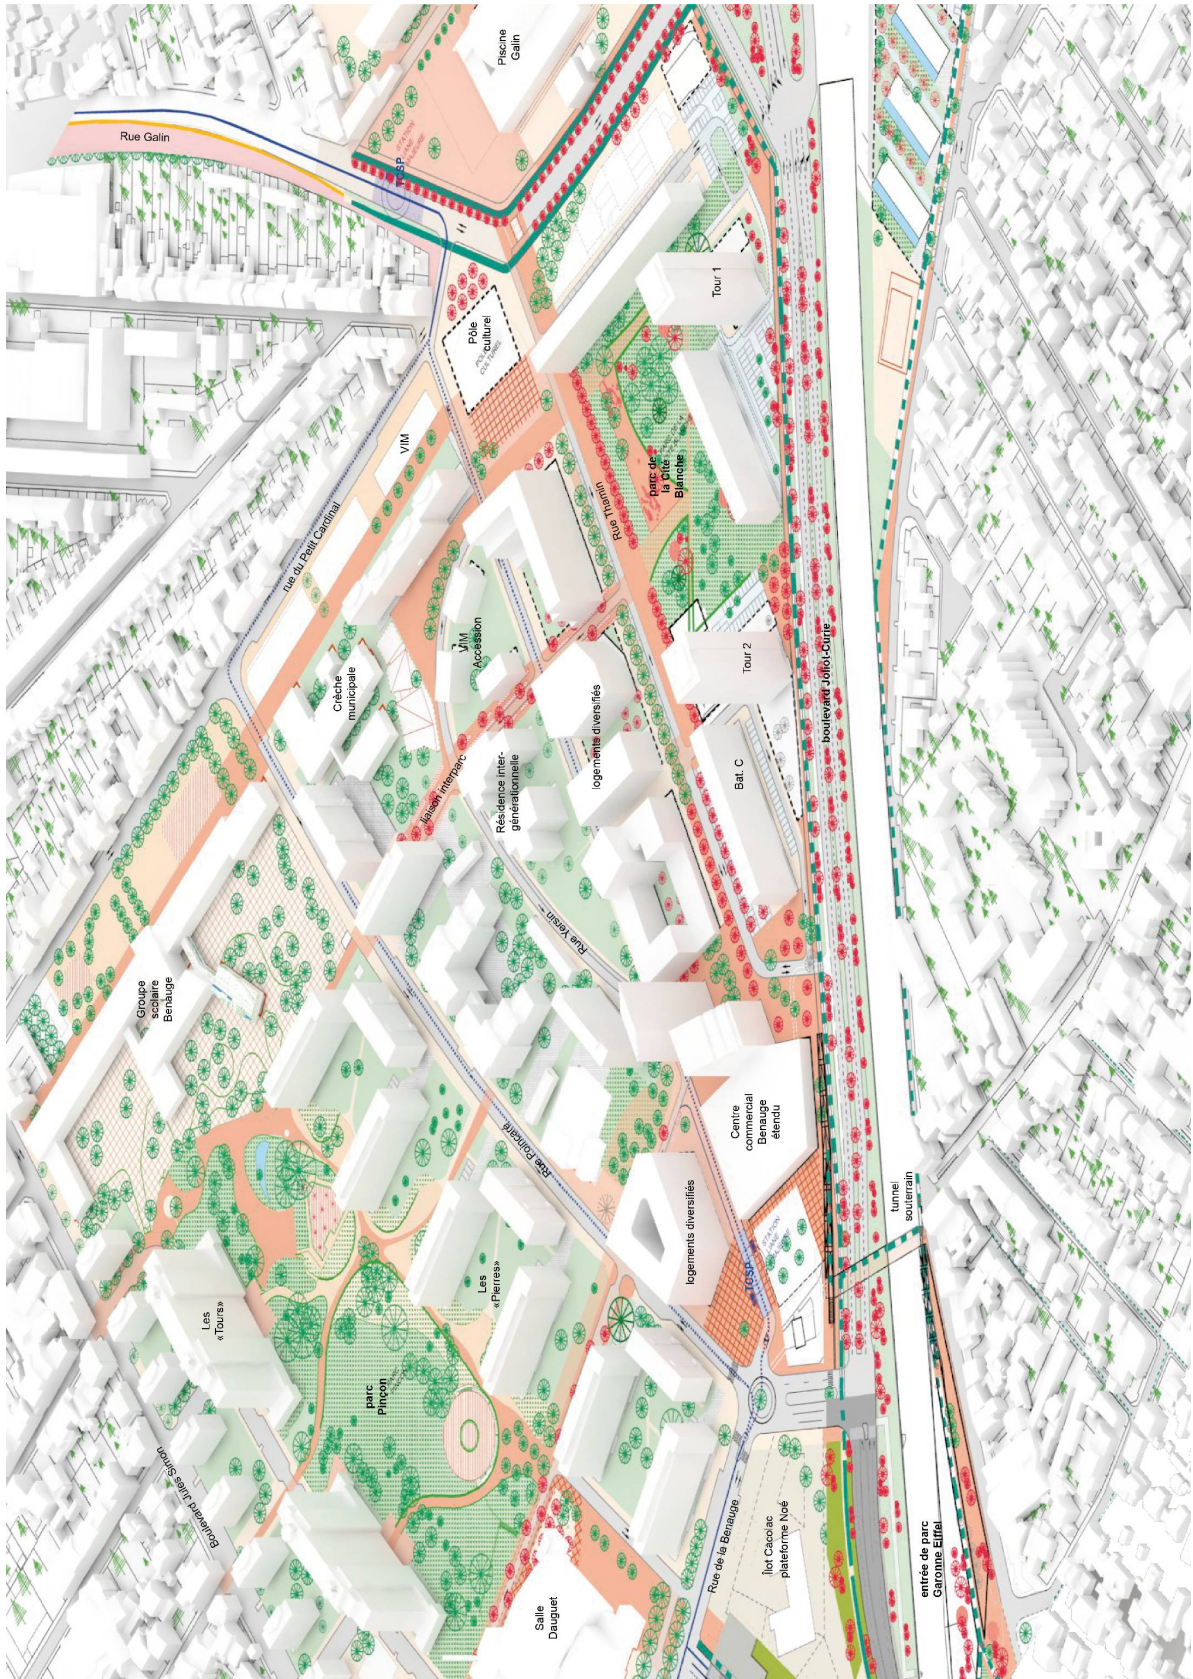 Piscine
Galin
Rue Galin
STATION
TCSP
Pôle
culturel
Tour 1
VIM
rue du Petit Cardinal
parc de
la Cité
Blanche
Rue Thamin
VIM
Accession
Crèche
municipale
Tour 2
boulevard Joliot-Curie
logements diversifiés
Résidence inter-
générationnelle
liaison interparc
Bat. C
Rue Yersin
Groupe
scolaire
Benauge
Rue Poincaré
Centre
commercial
Benauge
étendu
tunnel
souterrain
logements diversifiés
STATION
TCSP
Les
«Pierres»
Les
«Tours»
parc
Pinçon
Boulevard Jules Simon
Rue de la Benauge
Îlot Cacolac
plateforme Noé
entrée de parc
Garonne Eiffel
Salle
Dauguet